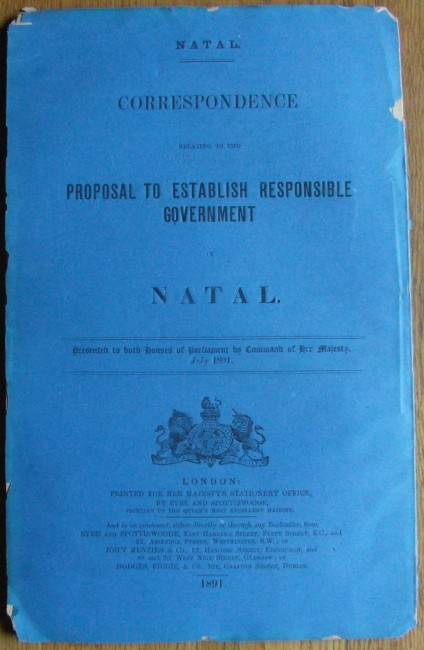 NATAL.
CORRESPONDENCE
RELATING TO THE
PROPOSAL TO ESTABLISH RESPONSIBLE
GOVERNMENT
IN
NATAL.
Presented to both Houses of Parliament by Command of Her Majesty.
July 1891.
LONDON:
PRINTED FOR HER MAJESTY'S STATIONERY OFFICE,
BY EYRE AND SPOTTISWOODE,
PRINTERS TO THE QUEEN'S MOST EXCELLENT MAJESTY.
And to be purchased, either directly or through any Bookseller, from
EYRE AND SPOTTISWOODE, EAST HARDING STREET, FLEET STREET, E.C., and
32, ABINGDON STREET, WESTMINSTER, S.W.; or
JOHN MENZIES & CO., 12, HANOVER STREET, EDINBURGH, and
90, WEST NILE STREET, GLASGOW; or
HODGES, FIGGIS, & CO., 104, GRAFTON STREET, DUBLIN.
1891.